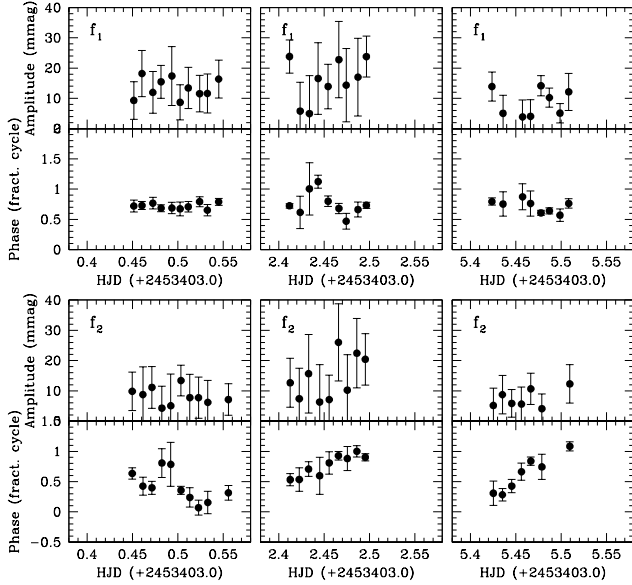 40
f1
f1
f1
30
20
10
Amplitude (mmag)
2
1.5
1
0.5
0
Phase (fract. cycle)
0.4 0.45 0.5 0.55
2.4 2.45 2.5 2.55
5.4 5.45 5.5 5.55
HJD (+2453403.0)
HJD (+2453403.0)
HJD (+2453403.0)
40
f2
f2
f2
30
20
10
Amplitude (mmag)
1.5
1
0.5
0
-0.5
Phase (fract. cycle)
0.4 0.45 0.5 0.55
2.4 2.45 2.5 2.55
5.4 5.45 5.5 5.55
HJD (+2453403.0)
HJD (+2453403.0)
HJD (+2453403.0)